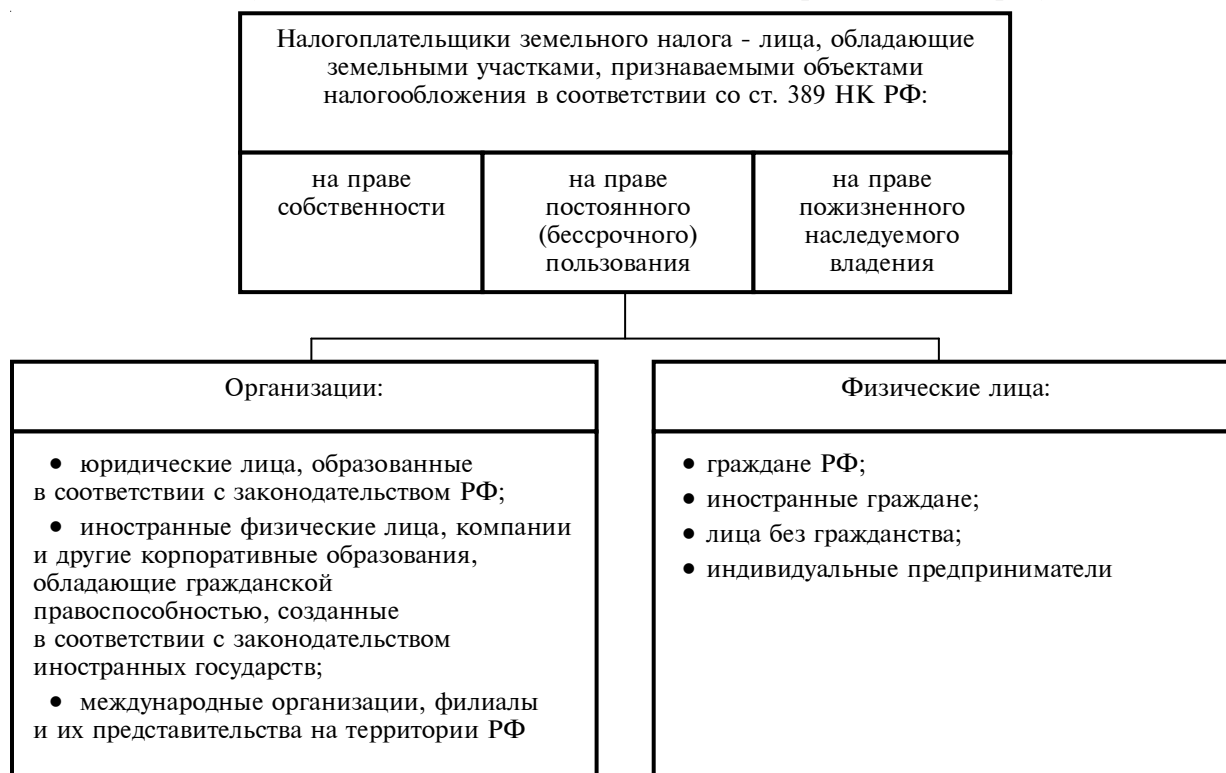 Налогоплательщики земельного налога - лица, обладающие
земельными участками, признаваемыми объектами
налогообложения в соответствии со ст. 389 НК РФ:
на праве
собственности
на праве
постоянного
(бессрочного)
пользования
на праве
пожизненного
наследуемого
владения
Организации:
• юридические лица, образованные
в соответствии с законодательством РФ;
• иностранные физические лица, компании
и другие корпоративные образования,
обладающие гражданской
правоспособностью, созданные
в соответствии с законодательством
иностранных государств;
• международные организации, филиалы
и их представительства на территории РФ
Физические лица:
• граждане РФ;
• иностранные граждане;
• лица без гражданства;
• индивидуальные предприниматели